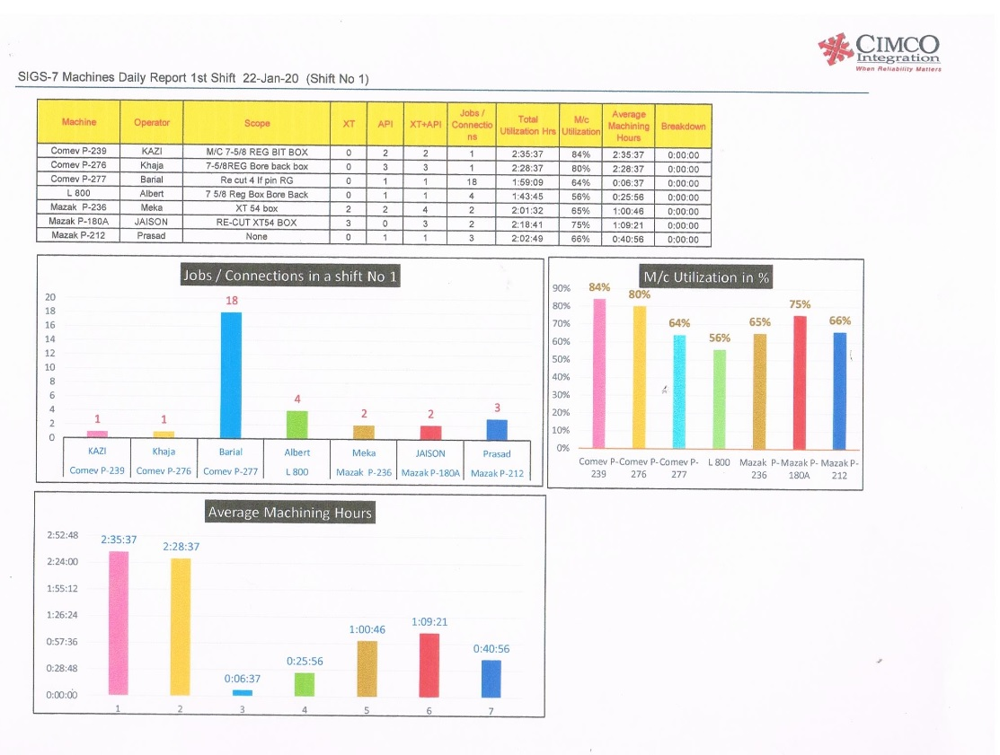 CIMCO
Integration
When Reliability Matters
SIGS-7 Machines Daily Report 1st Shift 22-Jan-20 (Shift No 1)
Machine Operator Scope XT API XT+API Jobs / Connectio ns Total Utilization Hrs M/c Utilization Average Machining Hours Breakdown
Comev P-239 KAZI M/C 7-5/8 REG BIT BOX 0 2 2 1 2:35:37 84% 2:35:37 0:00:00
Comev P-276 Khaja 7-5/8REG Bore back box 0 3 3 1 2:28:37 80% 2:28:37 0:00:00
Comev P-277 Barial Re cut 4 If pin RG 0 1 1 18 1:59:09 64% 0:06:37 0:00:00
L 800 Albert 7 5/8 Reg Box Bore Back 0 1 1 4 1:43:45 56% 0:25:56 0:00:00
Mazak P-236 Meka XT 54 box 2 2 4 2 2:01:32 65% 1:00:46 0:00:00
Mazak P-180A JAISON RE-CUT XT54 BOX 3 0 3 2 2:18:41 75% 1:09:21 0:00:00
Mazak P-212 Prasad None 0 1 1 3 2:02:49 66% 0:40:56 0:00:00
Jobs / Connections in a shift No 1
20
18
16
14
12
10
8
6
4
2
0
1 1 18 4 2 2 3
KAZI Khaja Barial Albert Meka JAISON Prasad
Comev P-239 Comev P-276 Comev P-277 L 800 Mazak P-236 Mazak P-180A Mazak P-212
M/c Utilization in %
90%
80%
70%
60%
50%
40%
30%
20%
10%
0%
84% 80% 64% 56% 65% 75% 66%
Comev P- Comev P- Comev P- L 800 Mazak P- Mazak P- Mazak P-
239 276 277 236 180A 212
Average Machining Hours
2:52:48
2:24:00
1:55:12
1:26:24
0:57:36
0:28:48
0:00:00
2:35:37 2:28:37 0:06:37 0:25:56 1:00:46 1:09:21 0:40:56
1 2 3 4 5 6 7